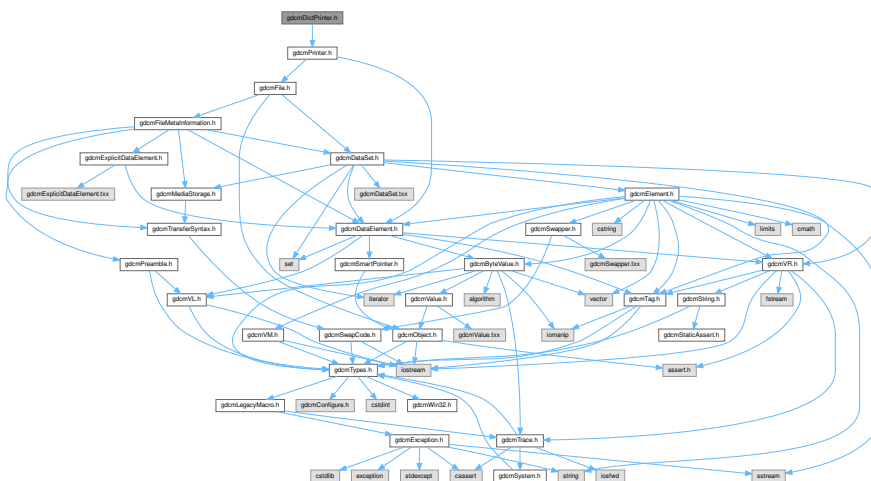 gdcmDictPrinter.h
gdcmPrinter.h
gdcmFile.h
gdcmFileMetaInformation.h
gdcmExplicitDataElement.h
gdcmDataSet.h
gdcmExplicitDataElement.txx
gdcmMediaStorage.h
gdcmDataSet.txx
gdcmElement.h
gdcmTransferSyntax.h
gdcmDataElement.h
gdcmSwapper.h
cstring
limits
cmath
gdcmPreamble.h
set
gdcmSmartPointer.h
gdcmByteValue.h
gdcmSwapper.txx
gdcmVR.h
gdcmVL.h
iterator
gdcmValue.h
algorithm
vector
gdcmTag.h
gdcmString.h
fstream
gdcmVM.h
gdcmSwapCode.h
gdcmObject.h
gdcmValue.txx
iomanip
gdcmStaticAssert.h
gdcmTypes.h
iostream
assert.h
gdcmLegacyMacro.h
gdcmConfigure.h
cstdint
gdcmWin32.h
gdcmException.h
gdcmTrace.h
cstdlib
exception
stdexcept
cassert
gdcmSystem.h
string
iosfwd
sstream